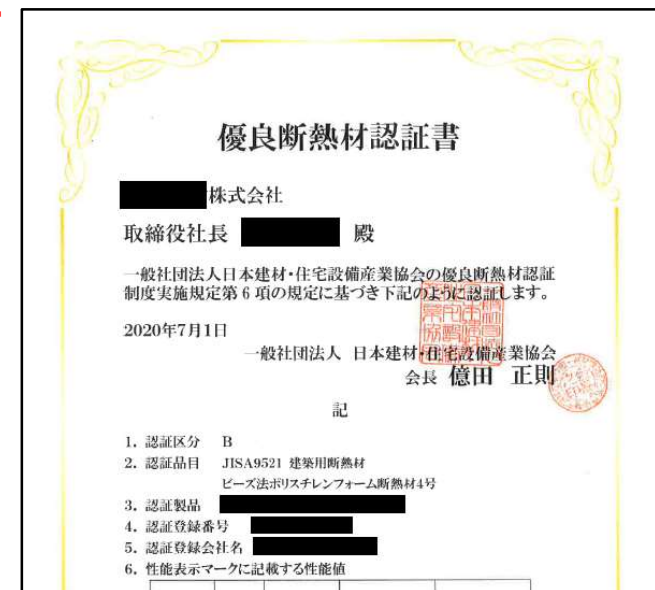 優良断熱材認証書
株式会社
取締役社長 殿
一般社団法人日本建材・住宅設備産業協会の優良断熱材認証
制度実施規定第6項の規定に基づき下記のように認証します。
2020年7月1日
一般社団法人 日本建材・住宅設備産業協会
会長 億田 正則
記
1. 認証区分 B
2. 認証品目 JISA9521 建築用断熱材
ビーズ法ポリスチレンフォーム断熱材4号
3. 認証製品
4. 認証登録番号
5. 認証登録会社名
6. 性能表示マークに記載する性能値